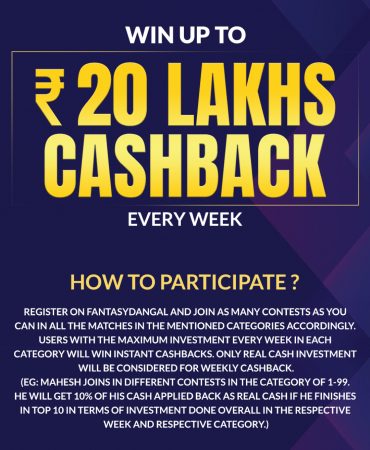 WIN UP TO
₹ 20 LAKHS
CASHBACK
EVERY WEEK
HOW TO PARTICIPATE ?
REGISTER ON FANTASYDANGAL AND JOIN AS MANY CONTESTS AS YOU
CAN IN ALL THE MATCHES IN THE MENTIONED CATEGORIES ACCORDINGLY.
USERS WITH THE MAXIMUM INVESTMENT EVERY WEEK IN EACH
CATEGORY WILL WIN INSTANT CASHBACKS. ONLY REAL CASH INVESTMENT
WILL BE CONSIDERED FOR WEEKLY CASHBACK.
(EG: MAHESH JOINS IN DIFFERENT CONTESTS IN THE CATEGORY OF 1-99.
HE WILL GET 10% OF HIS CASH APPLIED BACK AS REAL CASH IF HE FINISHES
IN TOP 10 IN TERMS OF INVESTMENT DONE OVERALL IN THE RESPECTIVE
WEEK AND RESPECTIVE CATEGORY.)